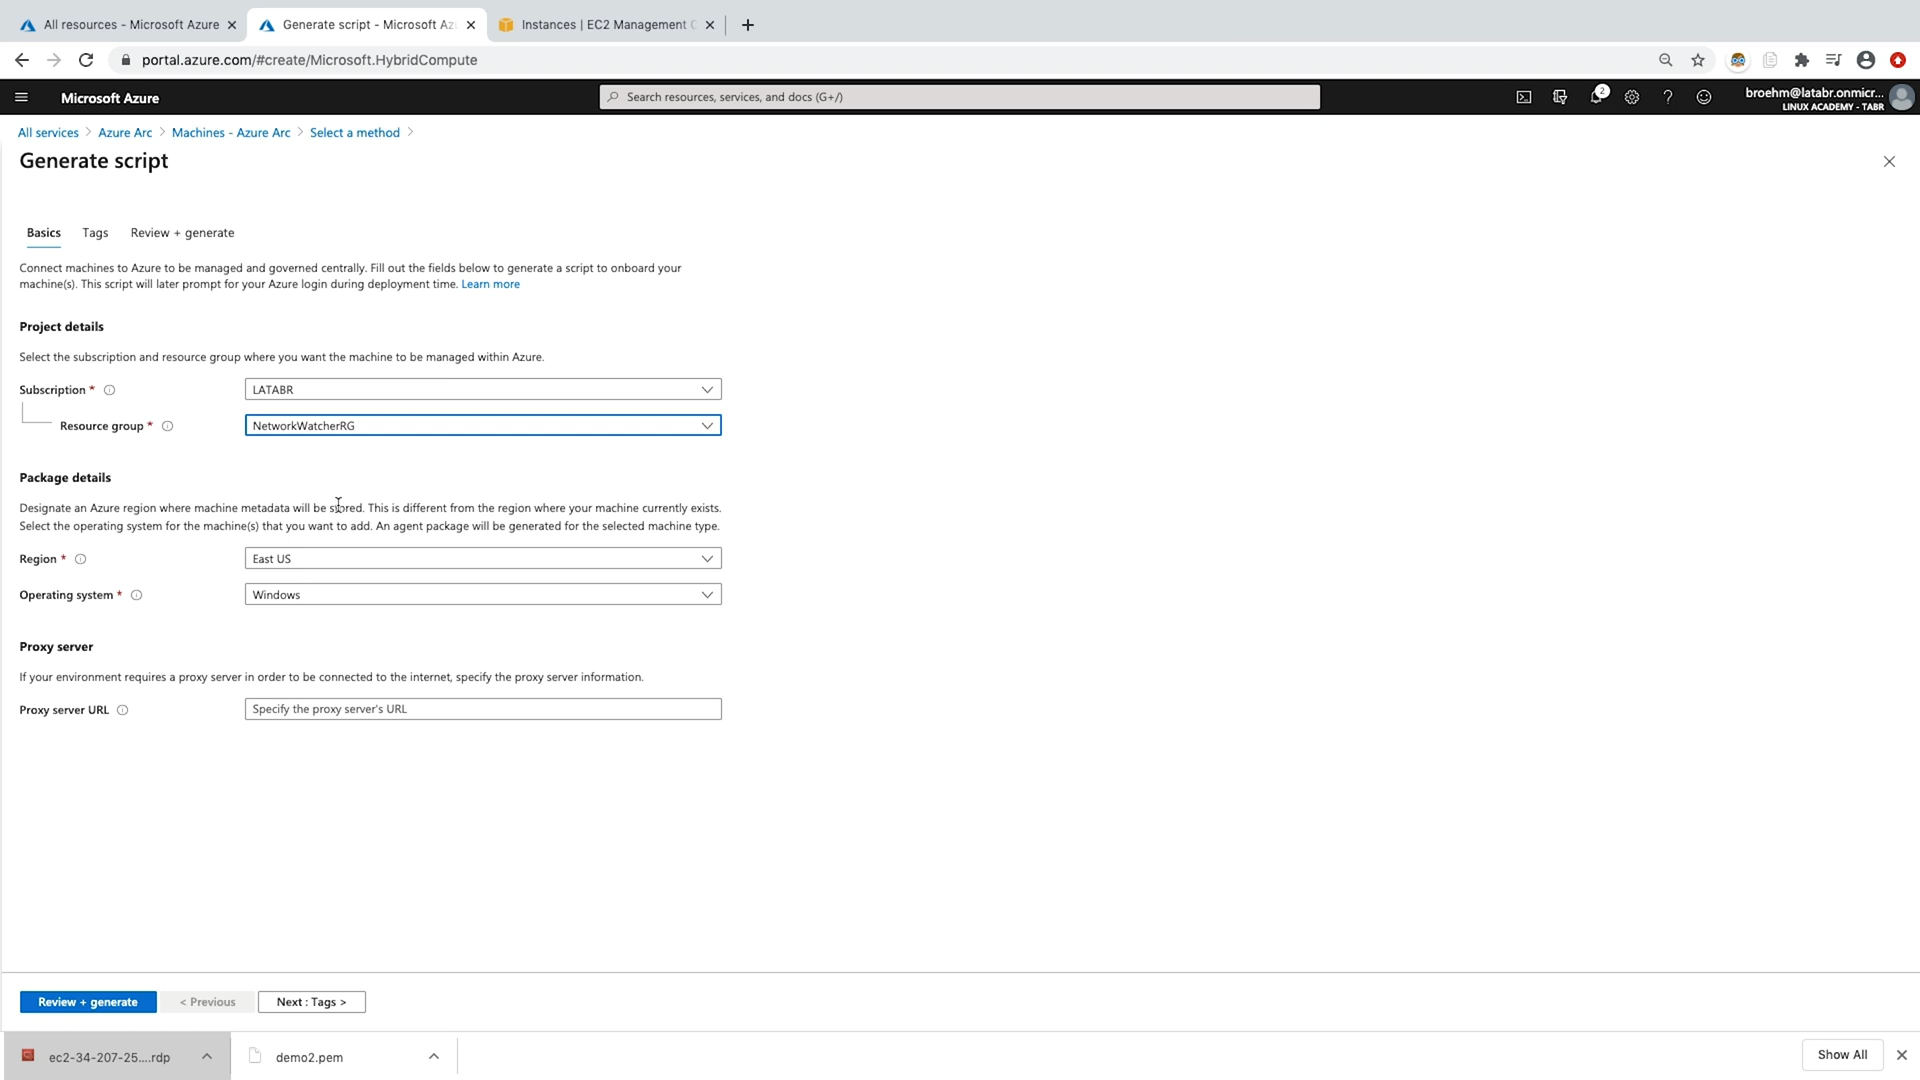 All resources - Microsoft Azure
Generate script - Microsoft Az
Instances | EC2 Management C
portal.azure.com/#create/Microsoft.HybridCompute
Microsoft Azure
Search resources, services, and docs (G+/)
2
broehm@latabr.onmicr...
LINUX ACADEMY - TABR
All services > Azure Arc > Machines - Azure Arc > Select a method >
Generate script
Basics
Tags
Review + generate
Connect machines to Azure to be managed and governed centrally. Fill out the fields below to generate a script to onboard your
machine(s). This script will later prompt for your Azure login during deployment time. Learn more
Project details
Select the subscription and resource group where you want the machine to be managed within Azure.
Subscription *
LATABR
Resource group *
NetworkWatcherRG
Package details
Designate an Azure region where machine metadata will be stored. This is different from the region where your machine currently exists.
Select the operating system for the machine(s) that you want to add. An agent package will be generated for the selected machine type.
Region *
East US
Operating system *
Windows
Proxy server
If your environment requires a proxy server in order to be connected to the internet, specify the proxy server information.
Proxy server URL
Specify the proxy server's URL
Review + generate
< Previous
Next : Tags >
ec2-34-207-25....rdp
demo2.pem
Show All